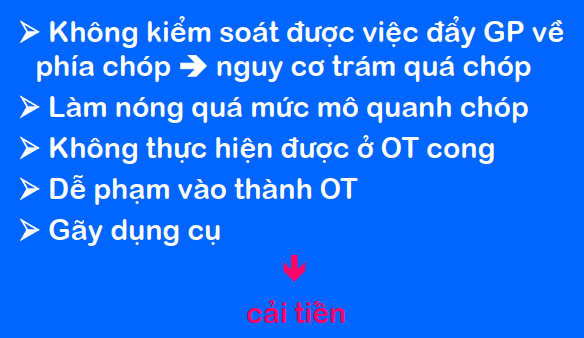 ➢ Không kiểm soát được việc đẩy GP về
phía chóp ➔ nguy cơ trám quá chóp
➢ Làm nóng quá mức mô quanh chóp
➢ Không thực hiện được ở OT cong
➢ Dễ phạm vào thành OT
➢ Gãy dụng cụ
↓
cải tiền